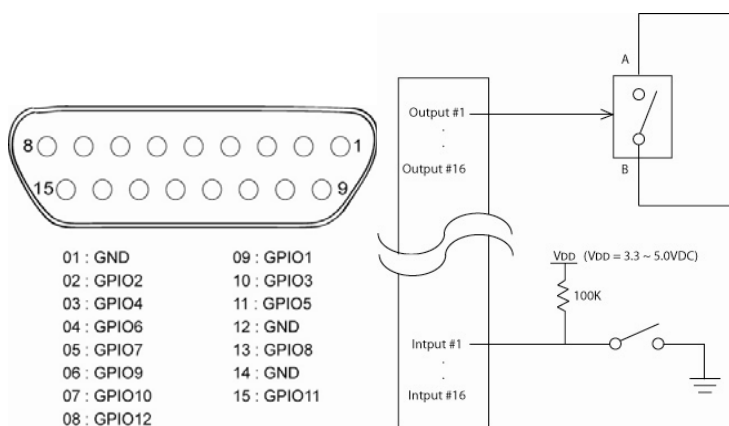 8
1
15
9
01 : GND
02 : GPIO2
03 : GPIO4
04 : GPIO6
05 : GPIO7
06 : GPIO9
07 : GPIO10
08 : GPIO12
09 : GPIO1
10 : GPIO3
11 : GPIO5
12 : GND
13 : GPIO8
14 : GND
15 : GPIO11
A
Output #1
.
.
Output #16
B
VDD (VDD = 3.3 ~ 5.0VDC)
100K
Intput #1
.
.
Intput #16